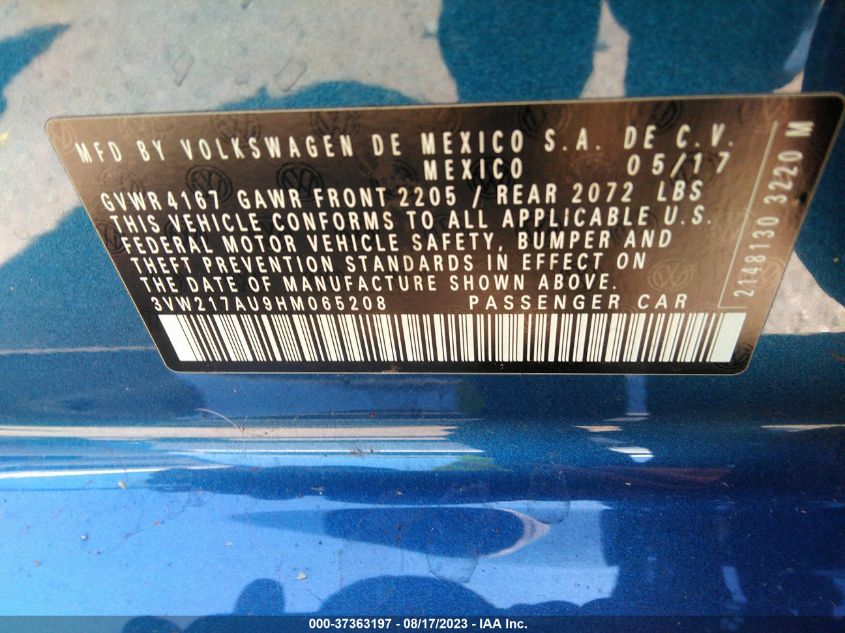 MFD BY VOLKSWAGEN DE MEXICO S.A. DE C.V.
MEXICO 05/17
GVWR 4167 GAWR FRONT 2205 / REAR 2072 LBS
THIS VEHICLE CONFORMS TO ALL APPLICABLE U.S.
FEDERAL MOTOR VEHICLE SAFETY, BUMPER AND
THEFT PREVENTION STANDARDS IN EFFECT ON
THE DATE OF MANUFACTURE SHOWN ABOVE.
3VW217AU9HM065208 PASSENGER CAR
2148130 3220 M
000-37363197 - 08/17/2023 - IAA Inc.